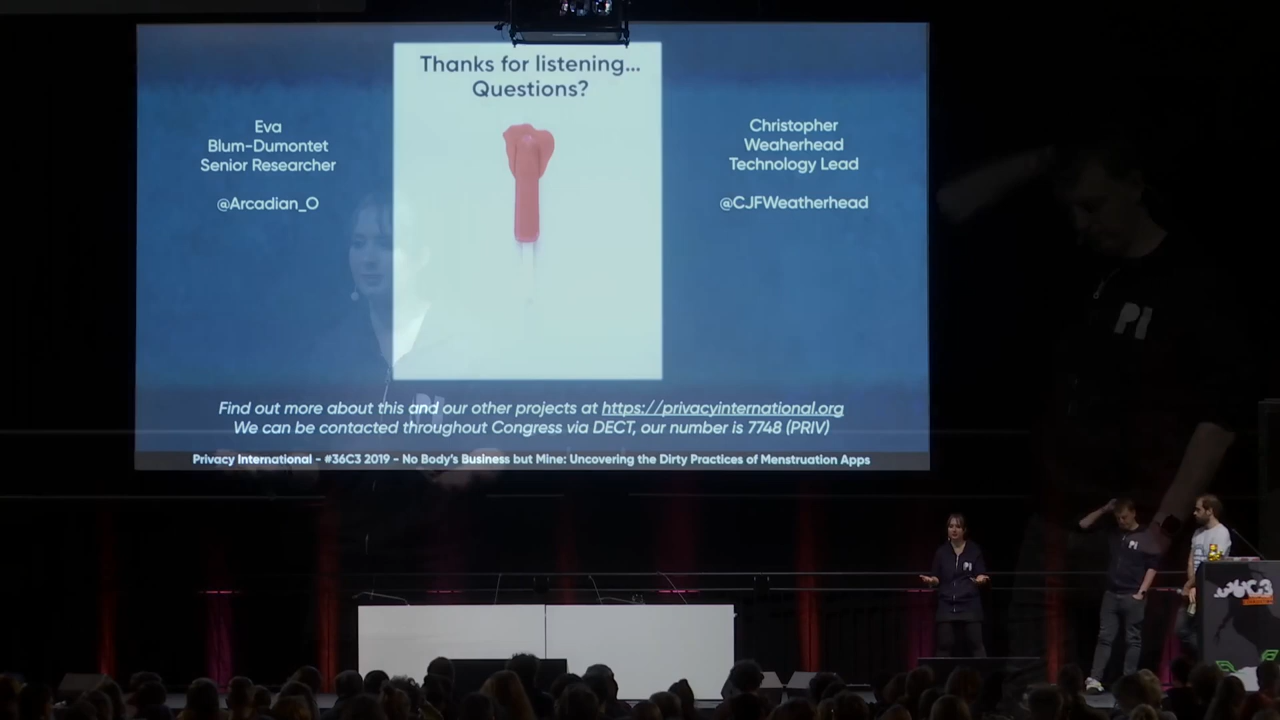 Thanks for listening...
Questions?
Eva
Blum-Dumontet
Senior Researcher
@Arcadian_O
Christopher
Weaherhead
Technology Lead
@CJFWeatherhead
Find out more about this and our other projects at https://privacyinternational.org
We can be contacted throughout Congress via DECT, our number is 7748 (PRIV)
Privacy International - #36C3 2019 - No Body's Business but Mine: Uncovering the Dirty Practices of Menstruation Apps
PI
PI
PI